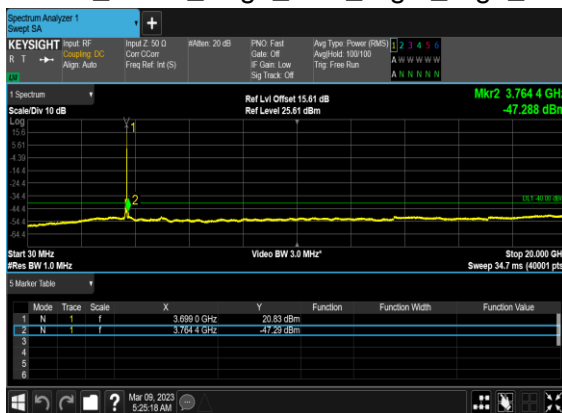 Spectrum Analyzer 1
Swept SA
KEYSIGHT
R T
LXI
Input: RF
Coupling: DC
Align: Auto
Input Z: 50 Ω
Corr CCorr
Freq Ref: Int (S)
#Atten: 20 dB
PNO: Fast
Gate: Off
IF Gain: Low
Sig Track: Off
Avg Type: Power (RMS)
Avg|Hold: 100/100
Trig: Free Run
1 2 3 4 5 6
A W W W W W
A N N N N N
1 Spectrum
Scale/Div 10 dB
Log
Ref Lvl Offset 15.61 dB
Ref Level 25.61 dBm
Mkr2 3.764 4 GHz
-47.288 dBm
15.6
5.61
-4.39
-14.4
-24.4
-34.4
-44.4
-54.4
-64.4
1
2
DL1 -40.00 dBm
Start 30 MHz
#Res BW 1.0 MHz
Video BW 3.0 MHz*
Stop 20.000 GHz
Sweep 34.7 ms (40001 pts)
5 Marker Table
Mode Trace Scale X Y Function Function Width Function Value
1 N 1 f 3.699 0 GHz 20.83 dBm
2 N 1 f 3.764 4 GHz -47.29 dBm
3
4
5
6
?
Mar 09, 2023
5:25:18 AM